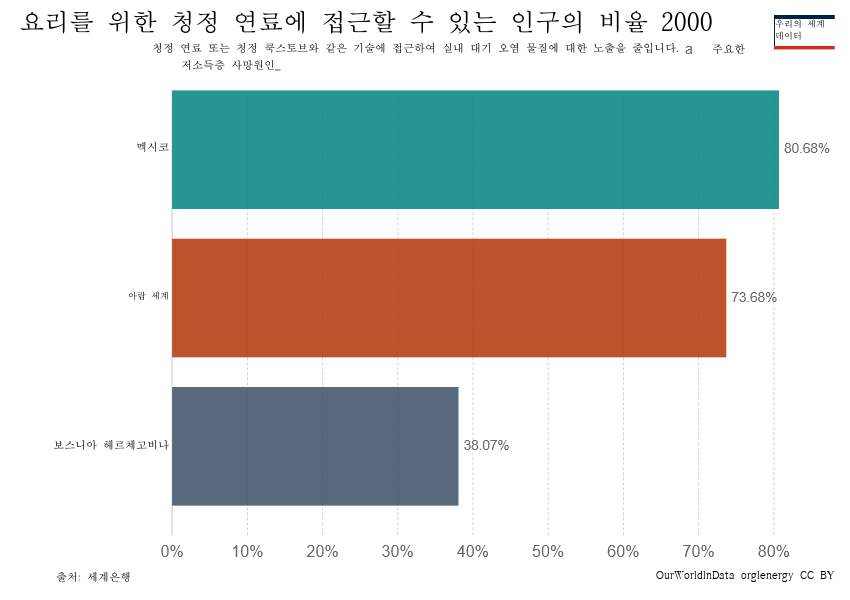 요리를 위한 청정 연료에 접근할 수 있는 인구의 비율 2000
우리의 세계
데이터
청정 연료 또는 청정 쿡스토브와 같은 기술에 접근하여 실내 대기 오염 물질에 대한 노출을 줄입니다. a 주요한
저소득층 사망원인_
멕시코
80.68%
아랍 세계
73.68%
보스니아 헤르체고비나
38.07%
0% 10% 20% 30% 40% 50% 60% 70% 80%
출처: 세계은행
OurWorldInData org|energy CC BY